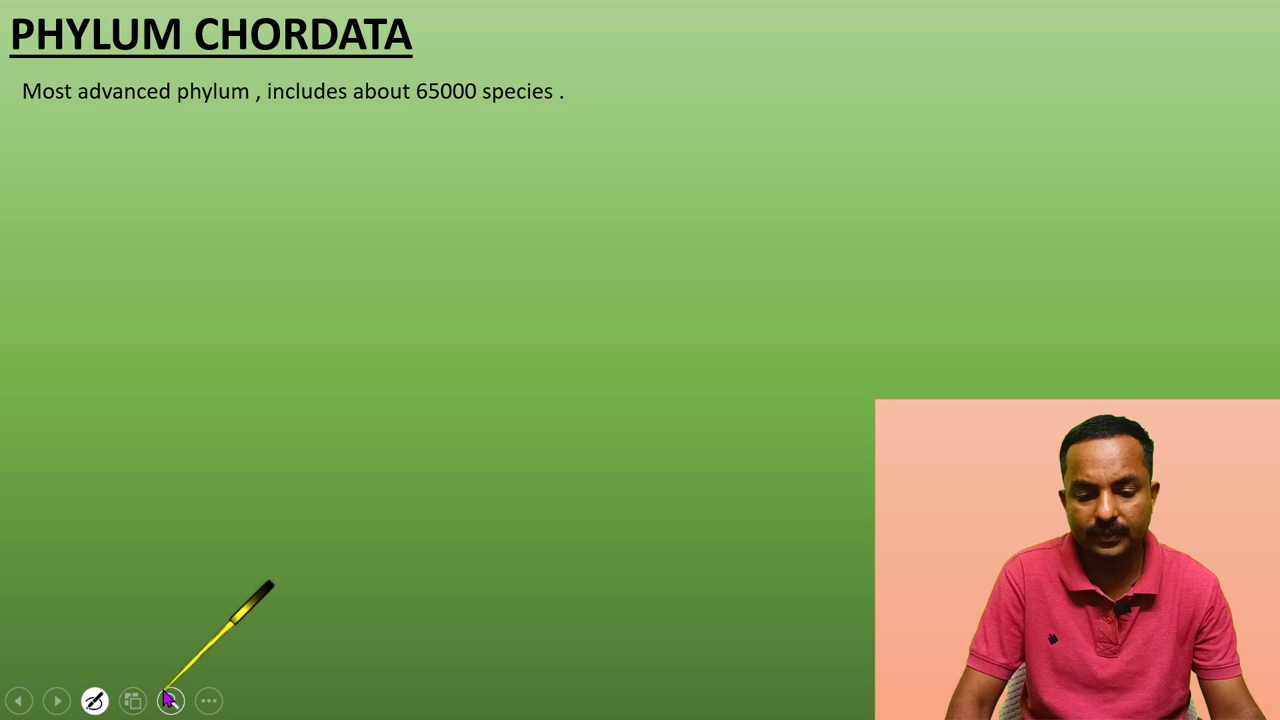 PHYLUM CHORDATA
Most advanced phylum , includes about 65000 species .